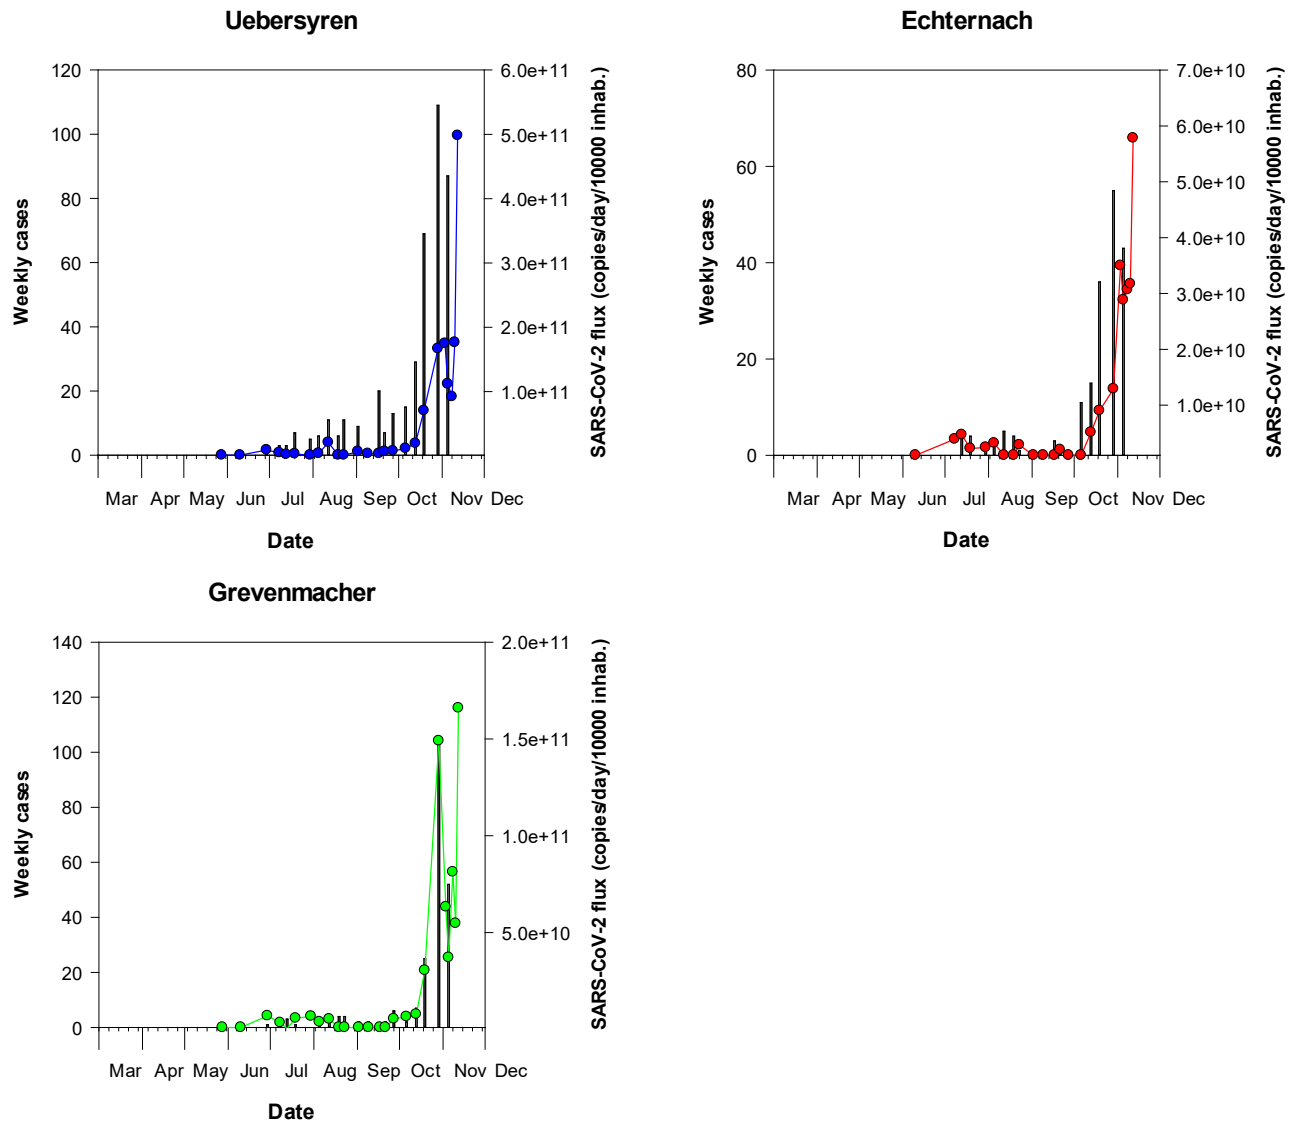 Uebersyren
120
100
80
60
40
20
0
6.0e+11
5.0e+11
4.0e+11
3.0e+11
2.0e+11
1.0e+11
Weekly cases
SARS-CoV-2 flux (copies/day/10000 inhab.)
Mar Apr May Jun Jul Aug Sep Oct Nov Dec
Date
Echternach
80
60
40
20
0
7.0e+10
6.0e+10
5.0e+10
4.0e+10
3.0e+10
2.0e+10
1.0e+10
Weekly cases
SARS-CoV-2 flux (copies/day/10000 inhab.)
Mar Apr May Jun Jul Aug Sep Oct Nov Dec
Date
Grevenmacher
140
120
100
80
60
40
20
0
2.0e+11
1.5e+11
1.0e+11
5.0e+10
Weekly cases
SARS-CoV-2 flux (copies/day/10000 inhab.)
Mar Apr May Jun Jul Aug Sep Oct Nov Dec
Date